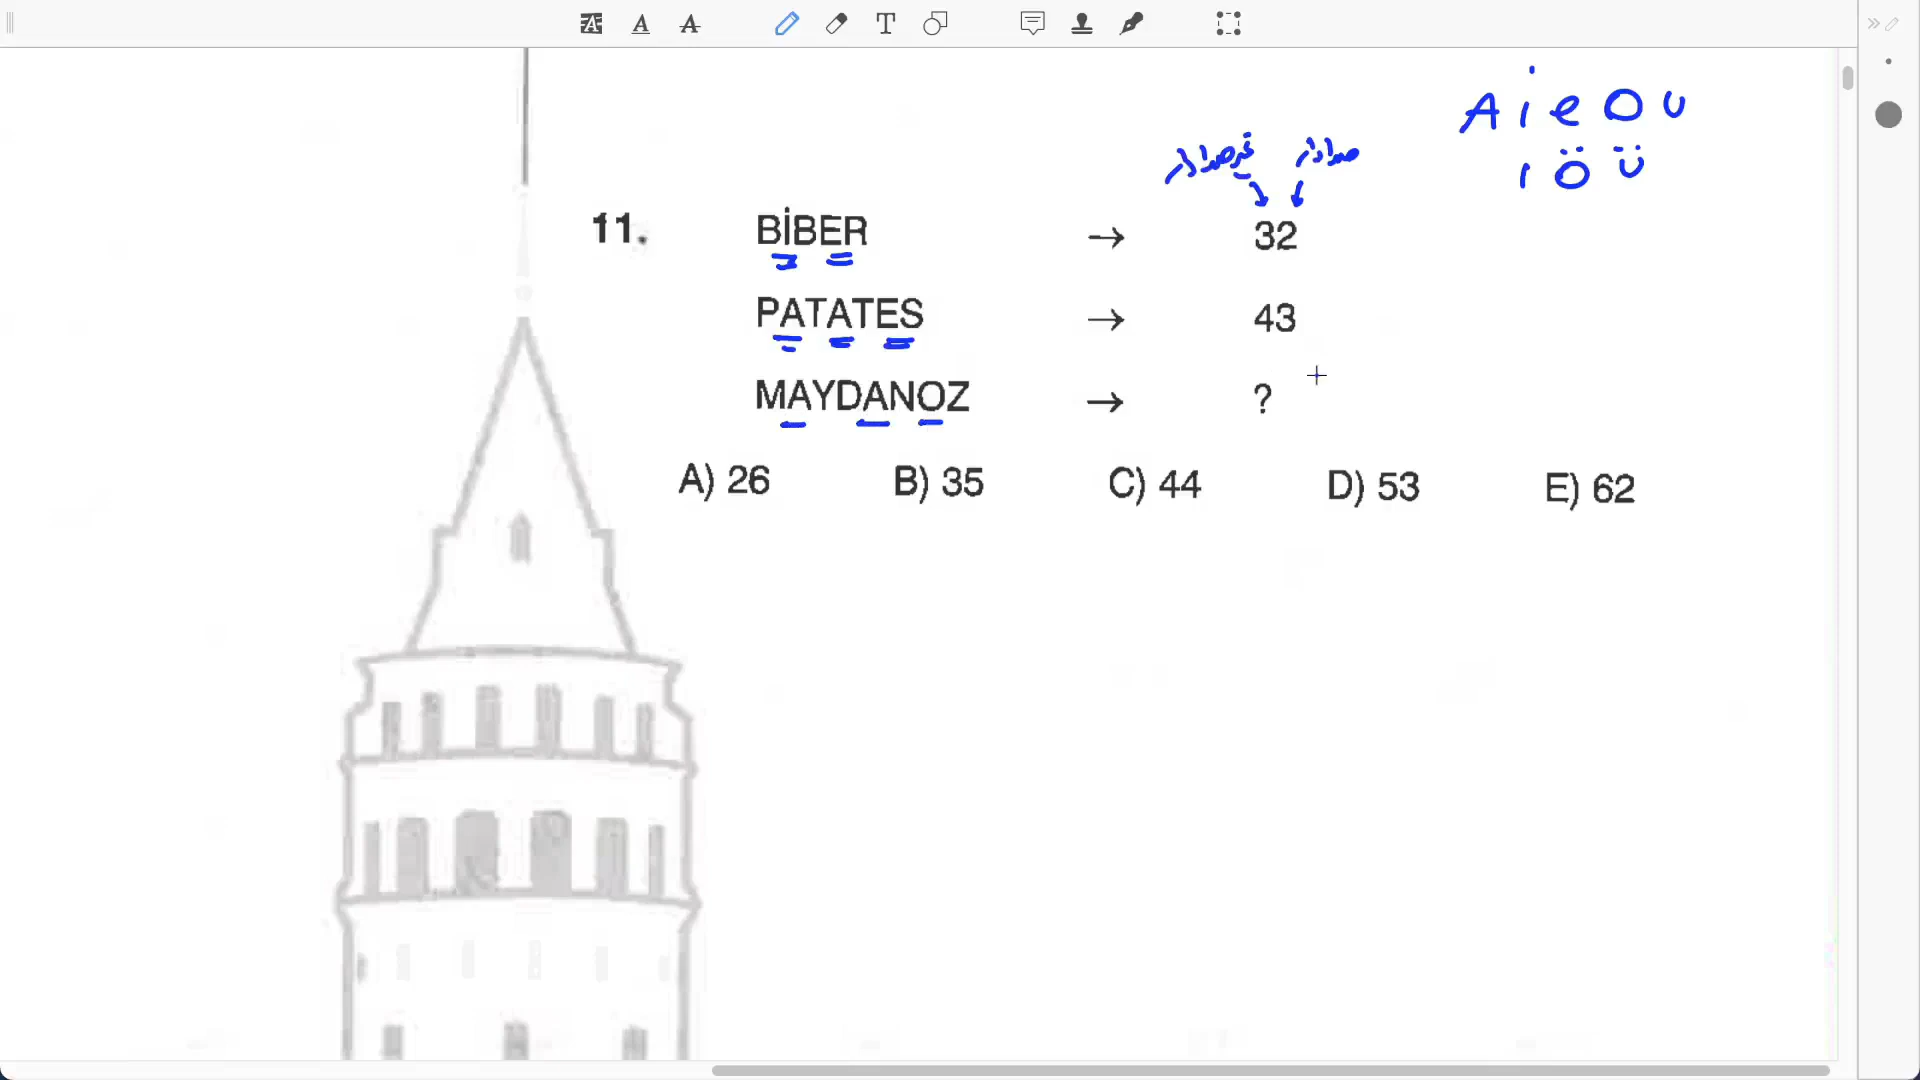 A i e O U
ı Ö Ü
غیرصدادار صدادار
11. BİBER → 32
PATATES → 43
MAYDANOZ → ?
A) 26 B) 35 C) 44 D) 53 E) 62